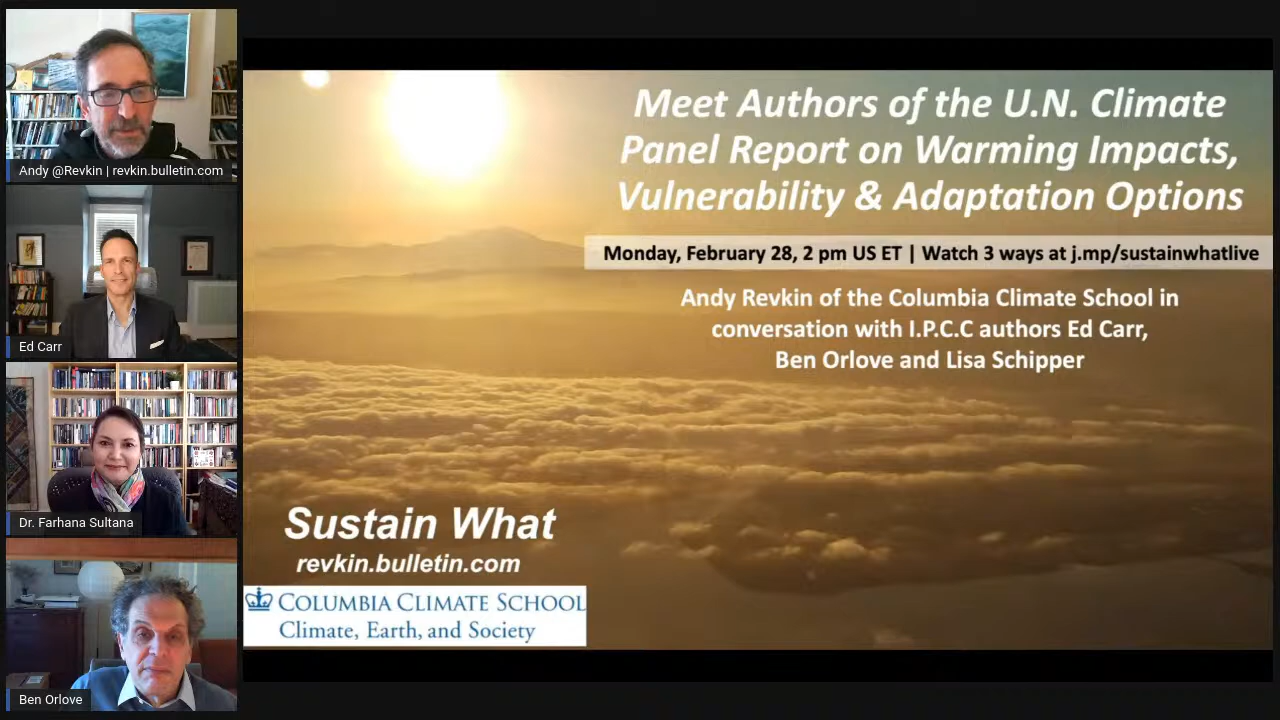 Andy @Revkin | revkin.bulletin.com
Ed Carr
Dr. Farhana Sultana
Ben Orlove
Meet Authors of the U.N. Climate
Panel Report on Warming Impacts,
Vulnerability & Adaptation Options
Monday, February 28, 2 pm US ET | Watch 3 ways at j.mp/sustainwhatlive
Andy Revkin of the Columbia Climate School in
conversation with I.P.C.C authors Ed Carr,
Ben Orlove and Lisa Schipper
Sustain What
revkin.bulletin.com
COLUMBIA CLIMATE SCHOOL
Climate, Earth, and Society